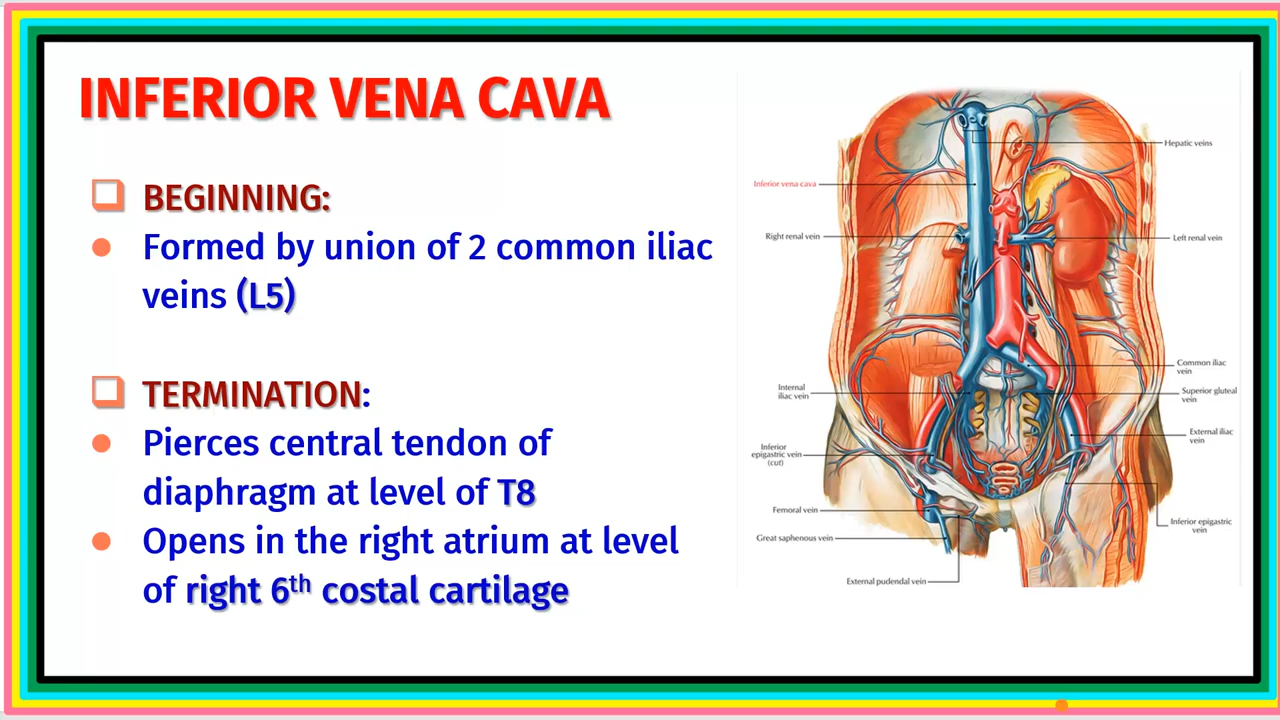 INFERIOR VENA CAVA
BEGINNING:
Formed by union of 2 common iliac
veins (L5)
TERMINATION:
Pierces central tendon of
diaphragm at level of T8
Opens in the right atrium at level
of right 6th costal cartilage
Hepatic veins
Inferior vena cava
Right renal vein
Left renal vein
Common iliac
vein
Internal
iliac vein
Superior gluteal
vein
External iliac
vein
Inferior
epigastric vein
(cut)
Femoral vein
Inferior epigastric
vein
Great saphenous vein
External pudendal vein